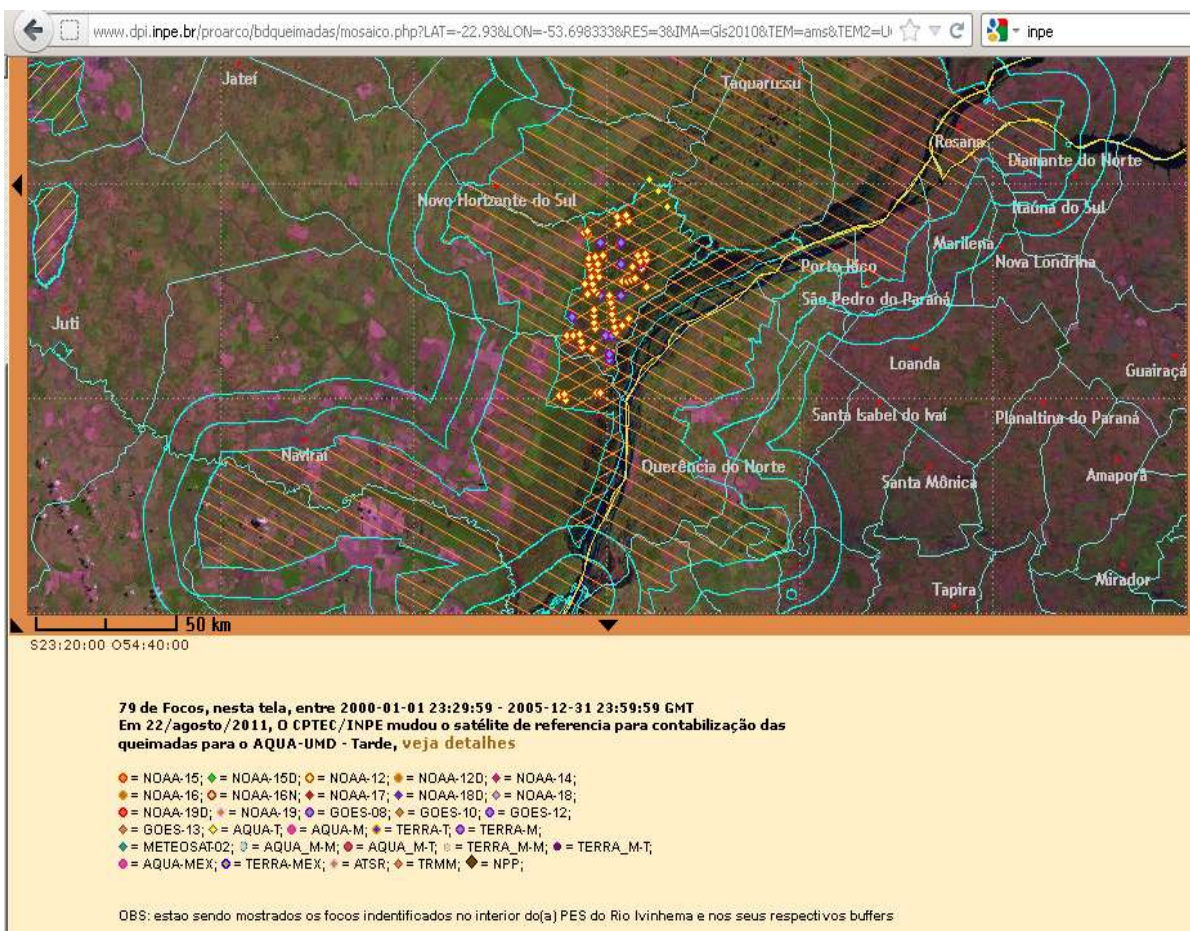 www.dpi.inpe.br/proarco/bdqueimadas/mosaico.php?LAT=-22.93&LON=-53.698333&RES=3&IMA=Gls2010&TEM=ams&TEM2=U
inpe
Jateí
Taquarussu
Rosana
Diamante do Norte
Novo Horizonte do Sul
Itaúna do Sul
Marilena
Nova Londrina
Porto Rico
São Pedro do Paraná
Juti
Loanda
Guairaçá
Santa Isabel do Ivaí
Planaltina do Paraná
Naviraí
Querência do Norte
Santa Mônica
Amaporã
Tapira
Mirador
50 km
S23:20:00 O54:40:00
79 de Focos, nesta tela, entre 2000-01-01 23:29:59 - 2005-12-31 23:59:59 GMT
Em 22/agosto/2011, O CPTEC/INPE mudou o satélite de referencia para contabilização das
queimadas para o AQUA-UMD - Tarde, veja detalhes
= NOAA-15; = NOAA-15D; = NOAA-12; = NOAA-12D; = NOAA-14;
= NOAA-16; = NOAA-16N; = NOAA-17; = NOAA-18D; = NOAA-18;
= NOAA-19D; = NOAA-19; = GOES-08; = GOES-10; = GOES-12;
= GOES-13; = AQUA-T; = AQUA-M; = TERRA-T; = TERRA-M;
= METEOSAT-02; = AQUA_M-M; = AQUA_M-T; = TERRA_M-M; = TERRA_M-T;
= AQUA-MEX; = TERRA-MEX; = ATSR; = TRMM; = NPP;
OBS: estao sendo mostrados os focos indentificados no interior do(a) PES do Rio Ivinhema e nos seus respectivos buffers